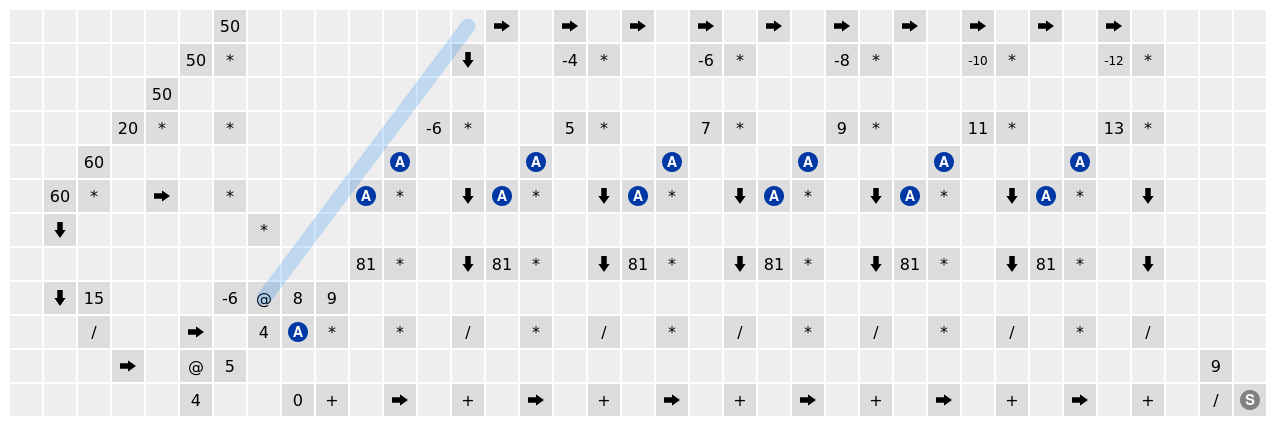 50 ➡ ➡ ➡ ➡ ➡ ➡ ➡ ➡ ➡ ➡
50 * ⬇ -4 * -6 * -8 * -10 * -12 *
50
20 * * -6 * 5 * 7 * 9 * 11 * 13 *
60 A A A A A A
60 * ➡ * A * ⬇ A * ⬇ A * ⬇ A * ⬇ A * ⬇ A * ⬇
⬇ *
81 * ⬇ 81 * ⬇ 81 * ⬇ 81 * ⬇ 81 * ⬇ 81 * ⬇
⬇ 15 -6 @ 8 9
/ ➡ 4 A * * / * / * / * / * / * /
➡ @ 5 9
4 0 + ➡ + ➡ + ➡ + ➡ + ➡ + ➡ + / S